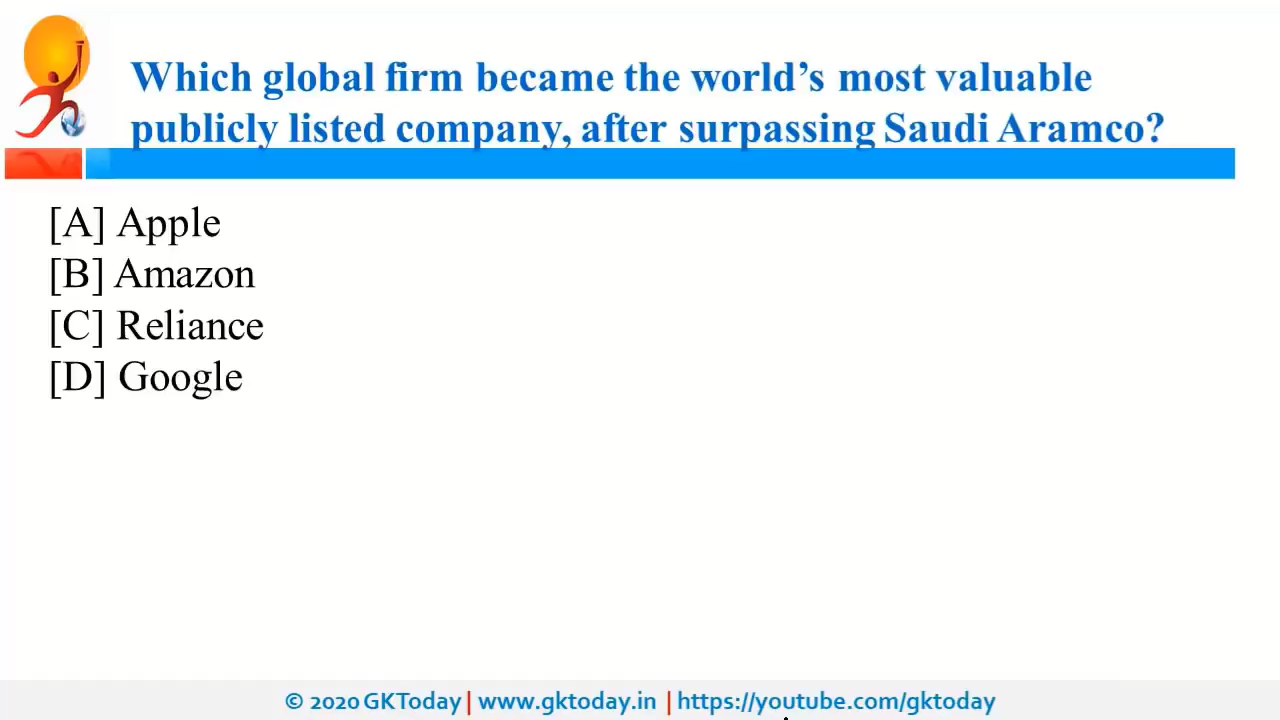 Which global firm became the world’s most valuable
publicly listed company, after surpassing Saudi Aramco?
[A] Apple
[B] Amazon
[C] Reliance
[D] Google
© 2020 GKToday | www.gktoday.in | https://youtube.com/gktoday